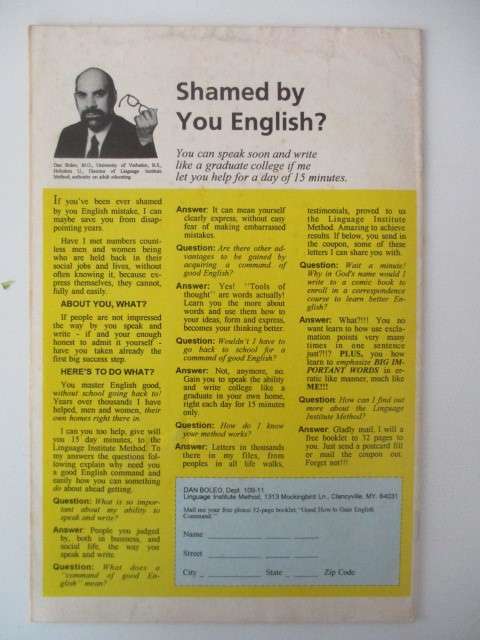 Shamed by
You English?
You can speak soon and write
like a graduate college if me
let you help for a day of 15 minutes.
Dan Boleo, M.O., University of Verbation, B.S.,
Hoboken U., Director of Linguage Institute
Method, authority on adult educating.
If you've been ever shamed
by you English mistake, I can
maybe save you from disap-
pointing years.
Have I met numbers count-
less men and women being
who are held back in their
social jobs and lives, without
often knowing it, because ex-
press themselves, they cannot,
fully and easily.
ABOUT YOU, WHAT?
If people are not impressed
the way by you speak and
write - if and your enough
honest to admit it yourself -
have you taken already the
first big success step.
HERE'S TO DO WHAT?
You master English good,
without school going back to!
Years over thousands I have
helped, men and women, their
own homes right there in.
I can you too help, give will
you 15 day minutes, to the
Linguage Institute Method. To
my answers the questions fol-
lowing explain why need you
a good English command and
easily how you can something
do about ahead getting.
Question: What is so impor-
tant about my ability to
speak and write?
Answer: People you judged
by, both in business, and
social life, the way you
speak and write.
Question: What does a
"command of good En-
glish" mean?
Answer: It can mean yourself
clearly express, without easy
fear of making embarrassed
mistakes.
Question: Are there other ad-
vantages to be gained by
acquiring a command of
good English?
Answer: Yes! "Tools of
thought" are words actually!
Learn you the more about
words and use them how to
your ideas, form and express,
becomes your thinking better.
Question: Wouldn't I have to
go back to school for a
command of good English?
Answer: Not, anymore, no.
Gain you to speak the ability
and write college like a
graduate in your own home,
right each day for 15 minutes
only.
Question: How do I know
your method works?
Answer: Letters in thousands
there in my files, from
peoples in all life walks,
testimonials, proved to us
the Linguage Institute
Method. Amazing to achieve
results. If below, you send in
the coupon, some of these
letters I can share you with.
Question: Wait a minute!
Why in God's name would I
write to a comic book to
enroll in a correspondence
course to learn better En-
glish?
Answer: What?!!! You no
want learn to how use excla-
mation points very many
times in one sentence
just?!!? PLUS, you how
learn to emphasize BIG IM-
PORTANT WORDS in er-
ratic like manner, much like
ME!!!
Question: How can I find out
more about the Linguage
Institute Method?
Answer: Gladly mail. I will a
free booklet to 32 pages to
you. Just send a postcard fill
or mail the coupon out.
Forget not!!!
DAN BOLEO, Dept. 109-11
Linguage Institute Method, 1313 Mockingbird Ln., Clancyville, MY. 84031
Mail me your free please 32-page booklet, "Good How to Gain English
Command."
Name
Street
City State Zip Code